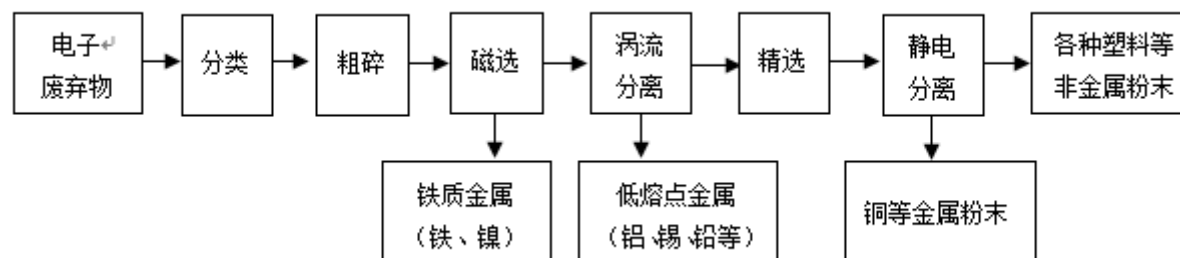 电子↵
废弃物
分类
粗碎
磁选
涡流
分离
精选
静电
分离
各种塑料等
非金属粉末
铁质金属
（铁、镍）
低熔点金属
（铝、锡、铅等）
铜等金属粉末